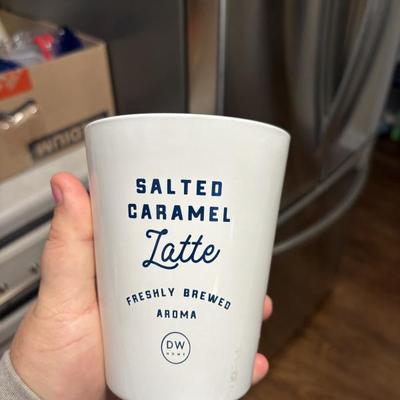 SALTED
CARAMEL
Latte
FRESHLY BREWED
AROMA
DW
HOME